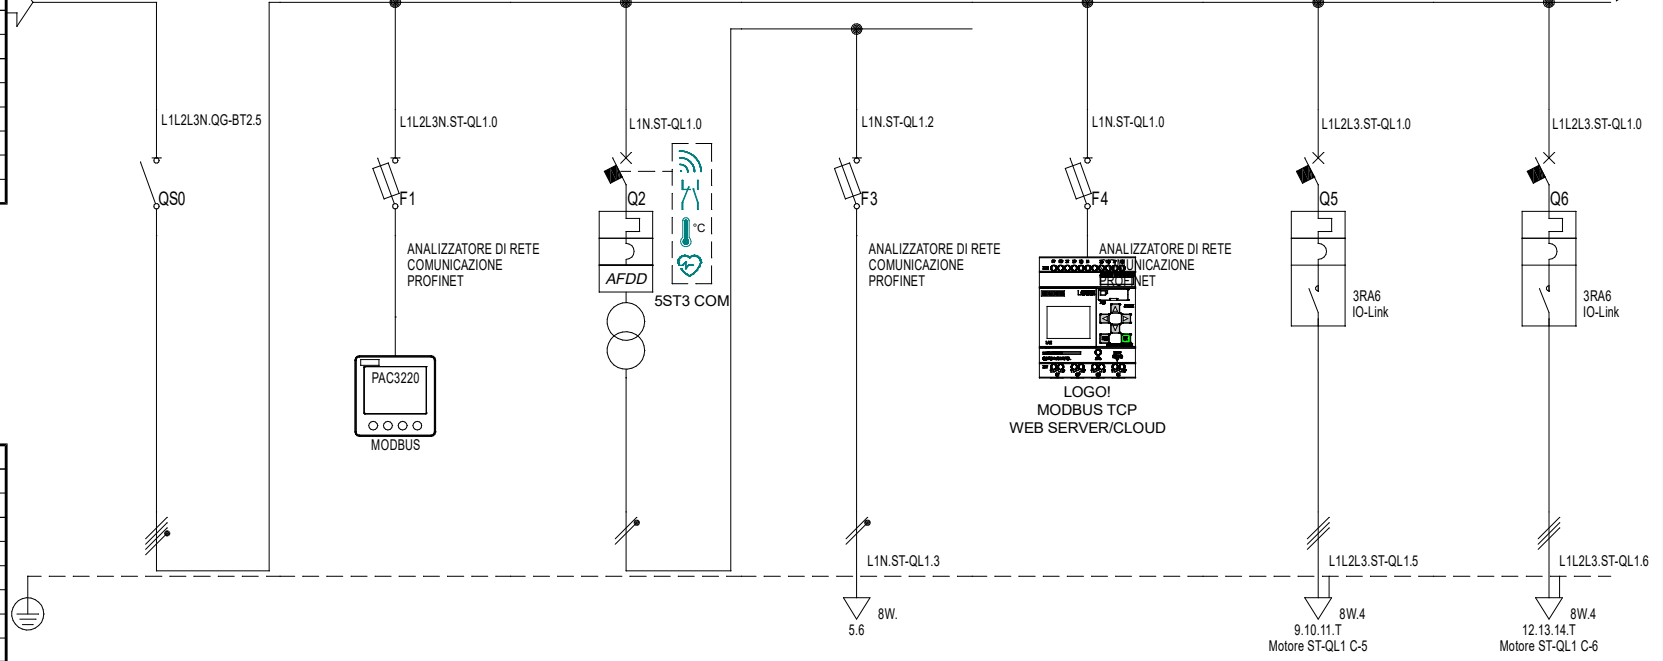 L1L2L3N.QG-BT2.5
L1L2L3N.ST-QL1.0
L1N.ST-QL1.0
L1N.ST-QL1.2
L1N.ST-QL1.0
L1L2L3.ST-QL1.0
L1L2L3.ST-QL1.0
QS0
F1
Q2
F3
F4
Q5
Q6
°C
ANALIZZATORE DI RETE
COMUNICAZIONE
PROFINET
AFDD
5ST3 COM
ANALIZZATORE DI RETE
COMUNICAZIONE
PROFINET
ANALIZZATORE DI RETE
3RA6
IO-Link
3RA6
IO-Link
PAC3220
MODBUS
LOGO!
MODBUS TCP
WEB SERVER/CLOUD
L1N.ST-QL1.3
L1L2L3.ST-QL1.5
L1L2L3.ST-QL1.6
8W.
5.6
8W.4
9.10.11.T
Motore ST-QL1 C-5
8W.4
12.13.14.T
Motore ST-QL1 C-6